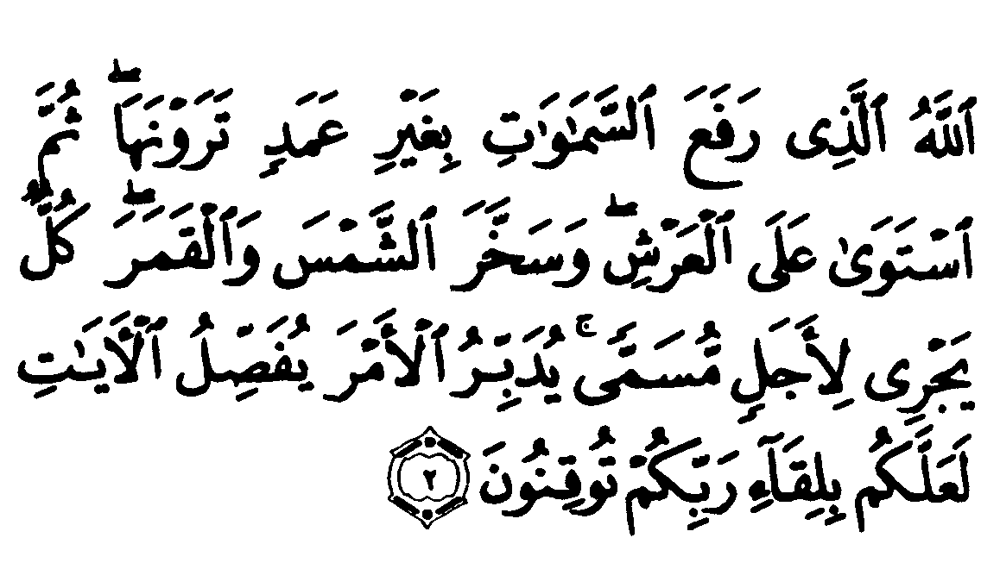 ٱللَّهُ ٱلَّذِى رَفَعَ ٱلسَّمَـٰوَٰتِ بِغَيْرِ عَمَدٍ تَرَوْنَهَا ۖ ثُمَّ
ٱسْتَوَىٰ عَلَى ٱلْعَرْشِ ۖ وَسَخَّرَ ٱلشَّمْسَ وَٱلْقَمَرَ ۖ كُلٌّ
يَجْرِى لِأَجَلٍ مُّسَمًّى ۚ يُدَبِّرُ ٱلْأَمْرَ يُفَصِّلُ ٱلْـَٔايَـٰتِ
لَعَلَّكُم بِلِقَآءِ رَبِّكُمْ تُوقِنُونَ ٢